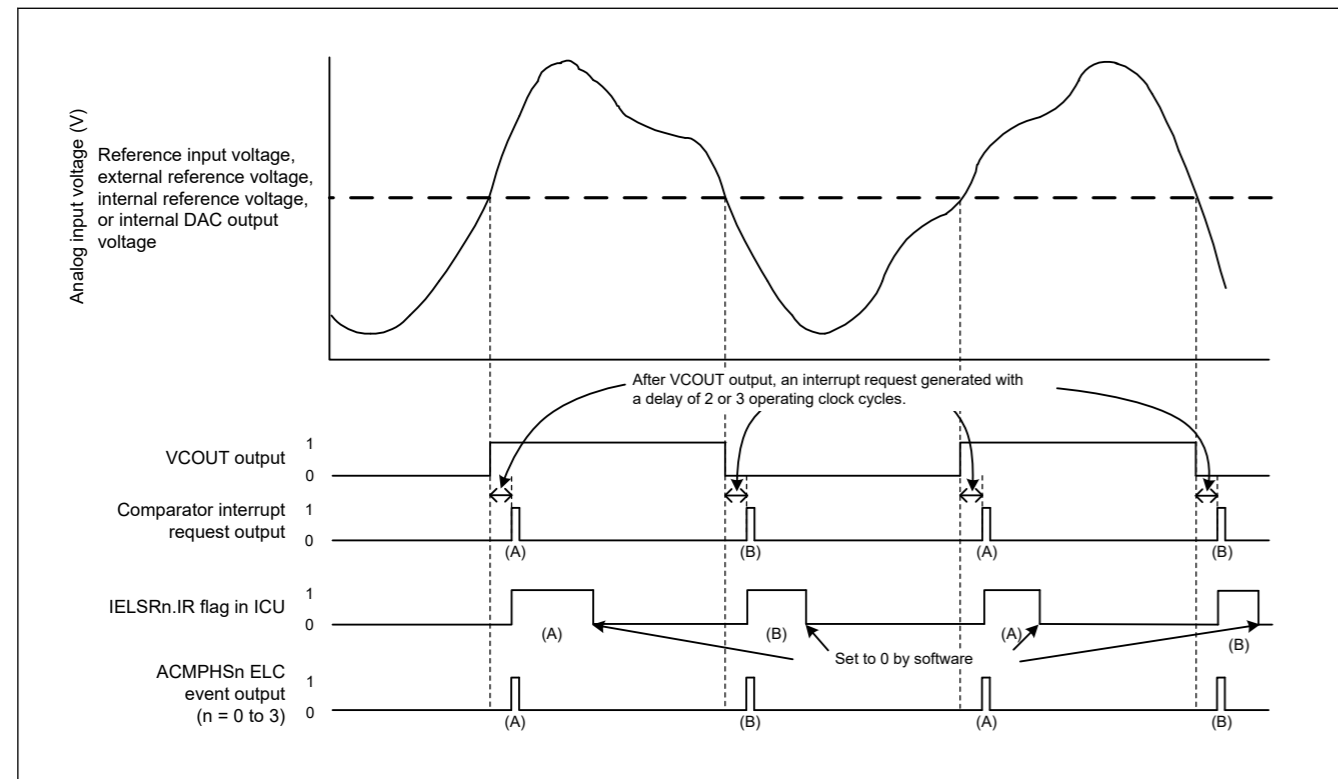 Analog input voltage (V)
Reference input voltage,
external reference voltage,
internal reference voltage,
or internal DAC output
voltage
After VCOUT output, an interrupt request generated with
a delay of 2 or 3 operating clock cycles.
VCOUT output
1
0
Comparator interrupt
request output
1
0
(A)
(B)
(A)
(B)
IELSRn.IR flag in ICU
1
0
(A)
(B)
(A)
(B)
Set to 0 by software
ACMPHSn ELC
event output
(n = 0 to 3)
1
0
(A)
(B)
(A)
(B)